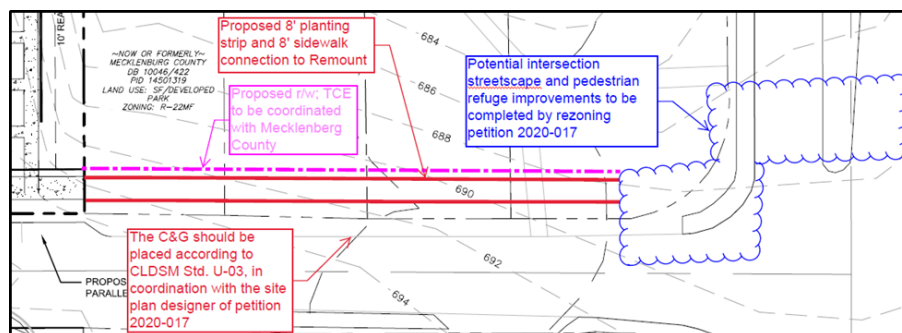 Proposed 8' planting
strip and 8' sidewalk
connection to Remount
684
10' REA
~NOW OR FORMERLY~
MECKLENBURG COUNTY
DB 10046/422
PID 14501319
LAND USE: SF/DEVELOPED
PARK
ZONING: R-22MF
Potential intersection
streetscape and pedestrian
refuge improvements to be
completed by rezoning
petition 2020-017
686
Proposed r/w; TCE
to be coordinated
with Mecklenberg
County
688
690
The C&G should be
placed according to
CLDSM Std. U-03, in
coordination with the site
plan designer of petition
2020-017
692
694
PROPOS
PARALLE